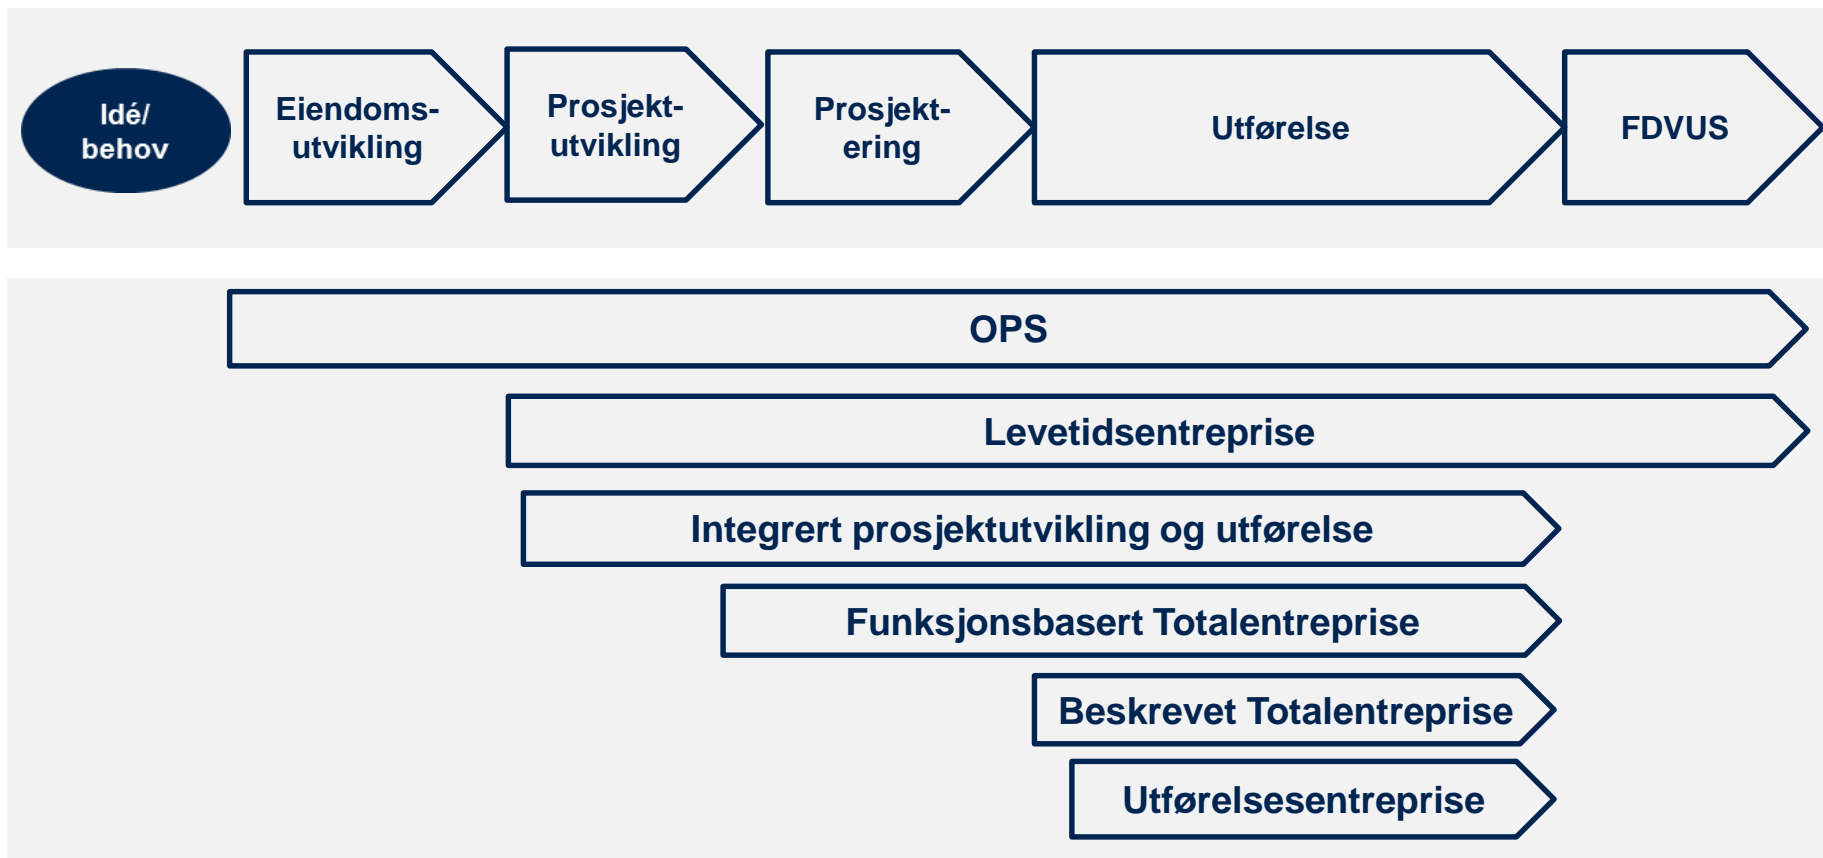 Idé/
behov
Eiendoms-
utvikling
Prosjekt-
utvikling
Prosjekt-
ering
Utførelse
FDVUS
OPS
Levetidsentreprise
Integrert prosjektutvikling og utførelse
Funksjonsbasert Totalentreprise
Beskrevet Totalentreprise
Utførelsesentreprise